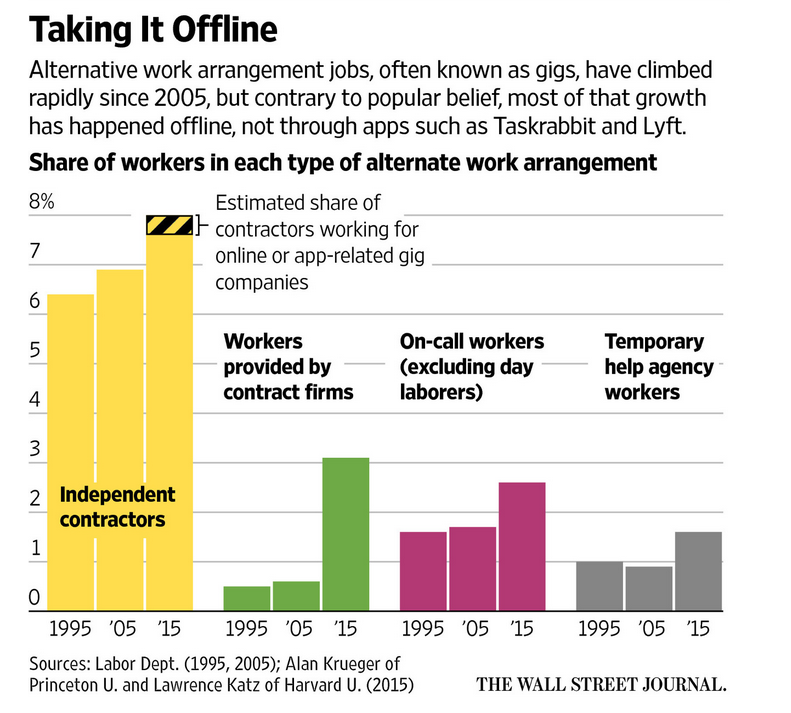 Taking It Offline
Alternative work arrangement jobs, often known as gigs, have climbed
rapidly since 2005, but contrary to popular belief, most of that growth
has happened offline, not through apps such as Taskrabbit and Lyft.
Share of workers in each type of alternate work arrangement
8%
7
6
5
4
3
2
1
0
Estimated share of
contractors working for
online or app-related gig
companies
Independent
contractors
Workers
provided by
contract firms
On-call workers
(excluding day
laborers)
Temporary
help agency
workers
1995 ’05 ’15 1995 ’05 ’15 1995 ’05 ’15 1995 ’05 ’15
Sources: Labor Dept. (1995, 2005); Alan Krueger of
Princeton U. and Lawrence Katz of Harvard U. (2015)
THE WALL STREET JOURNAL.